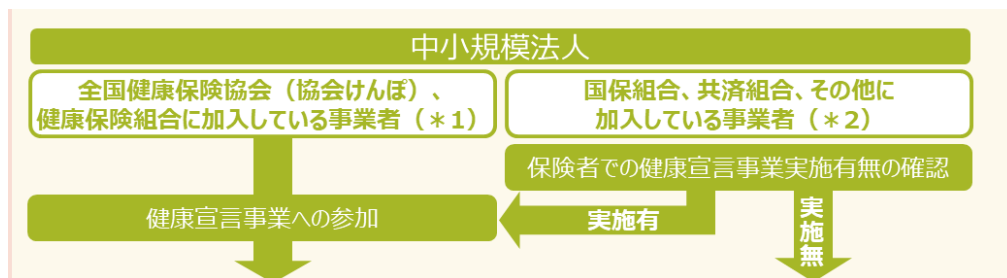 中小規模法人
全国健康保険協会（協会けんぽ）、
健康保険組合に加入している事業者（＊1）
国保組合、共済組合、その他に
加入している事業者（＊2）
保険者での健康宣言事業実施有無の確認
健康宣言事業への参加
実施有
実施無